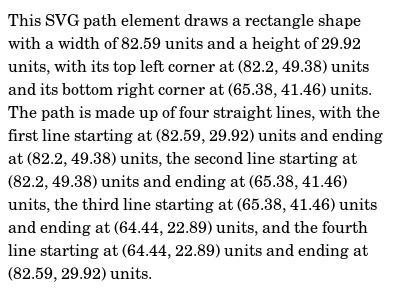 This SVG path element draws a rectangle shape
with a width of 82.59 units and a height of 29.92
units, with its top left corner at (82.2, 49.38) units
and its bottom right corner at (65.38, 41.46) units.
The path is made up of four straight lines, with the
first line starting at (82.59, 29.92) units and ending
at (82.2, 49.38) units, the second line starting at
(82.2, 49.38) units and ending at (65.38, 41.46)
units, the third line starting at (65.38, 41.46) units
and ending at (64.44, 22.89) units, and the fourth
line starting at (64.44, 22.89) units and ending at
(82.59, 29.92) units.